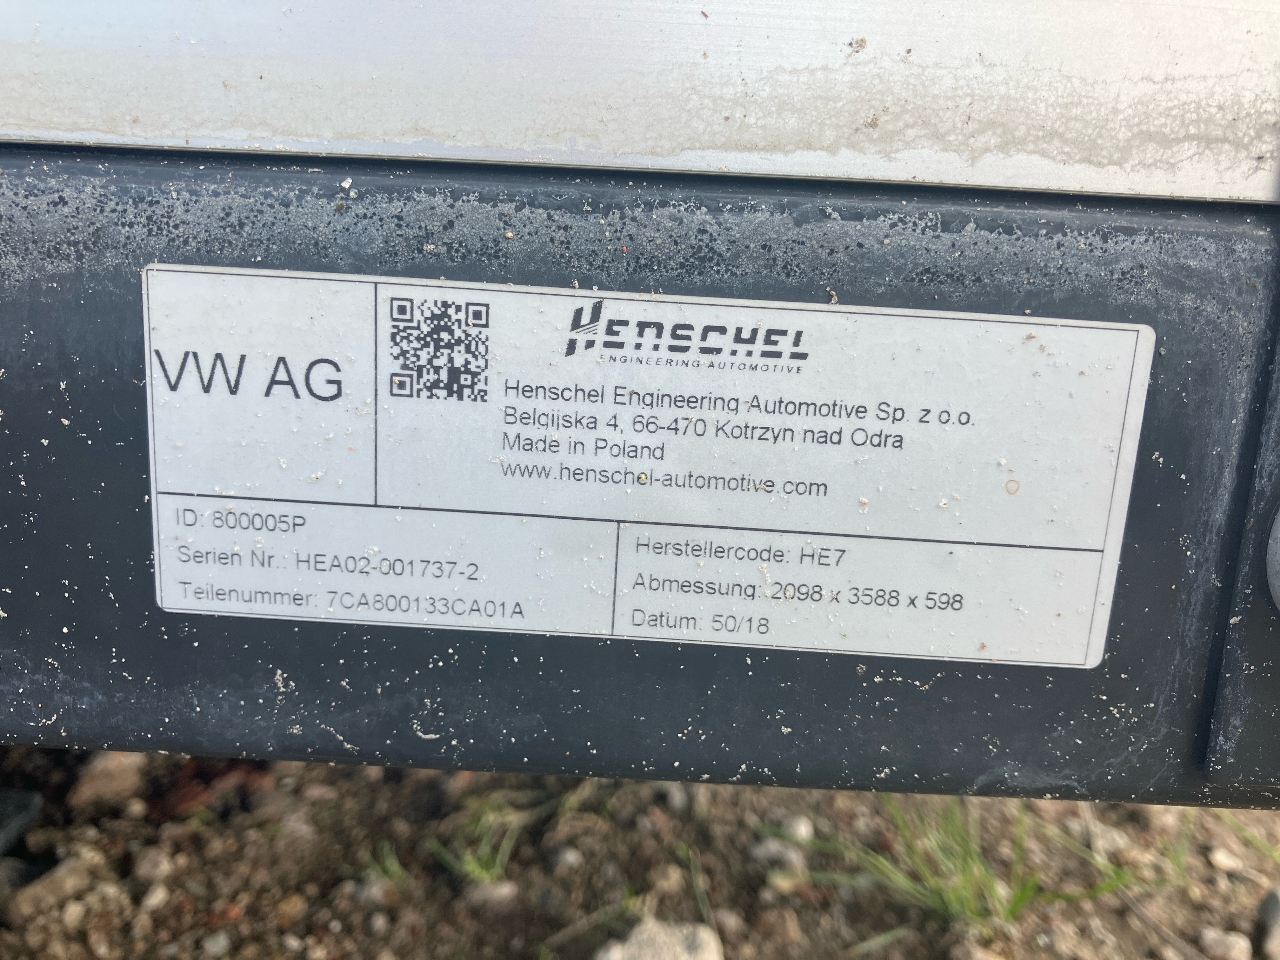 VW AG
HENSCHEL
ENGINEERING AUTOMOTIVE
Henschel Engineering Automotive Sp. z o.o.
Belgijska 4, 66-470 Kotrzyn nad Odra
Made in Poland
www.henschel-automotive.com
ID: 800005P
Serien Nr.: HEA02-001737-2
Teilenummer: 7CA800133CA01A
Herstellercode: HE7
Abmessung: 2098 x 3588 x 598
Datum: 50/18